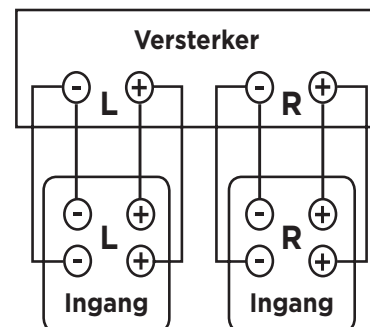 Versterker
- L + - R +
- + - +
L R
- + - +
Ingang Ingang